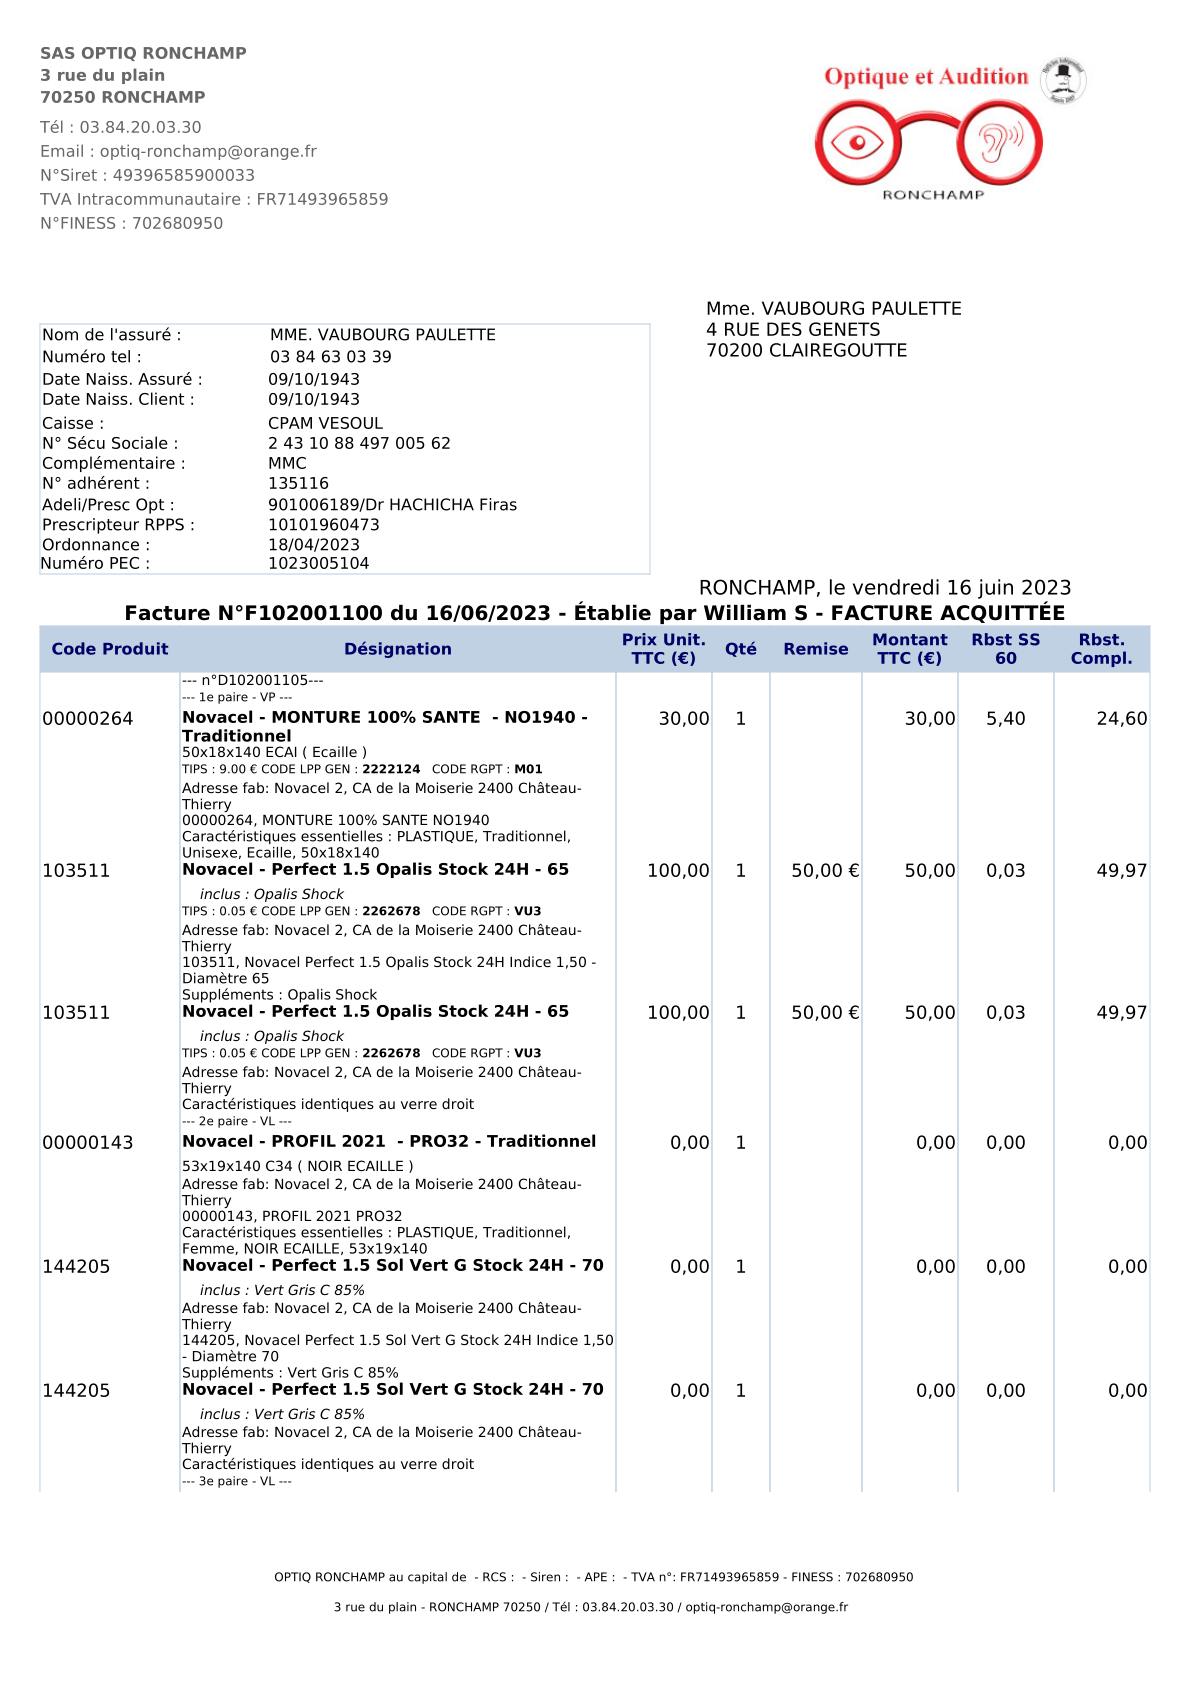 SAS OPTIQ RONCHAMP
3 rue du plain
70250 RONCHAMP
Tél : 03.84.20.03.30
Email : optiq-ronchamp@orange.fr
N°Siret : 49396585900033
TVA Intracommunautaire : FR71493965859
N°FINESS : 702680950
Optique et Audition
RONCHAMP
Mme. VAUBOURG PAULETTE
4 RUE DES GENETS
70200 CLAIREGOUTTE
Nom de l'assuré : MME. VAUBOURG PAULETTE
Numéro tel : 03 84 63 03 39
Date Naiss. Assuré : 09/10/1943
Date Naiss. Client : 09/10/1943
Caisse : CPAM VESOUL
N° Sécu Sociale : 2 43 10 88 497 005 62
Complémentaire : MMC
N° adhérent : 135116
Adeli/Presc Opt : 901006189/Dr HACHICHA Firas
Prescripteur RPPS : 10101960473
Ordonnance : 18/04/2023
Numéro PEC : 1023005104
RONCHAMP, le vendredi 16 juin 2023
Facture N°F102001100 du 16/06/2023 - Établie par William S - FACTURE ACQUITTÉE
Code Produit Désignation Prix Unit. TTC (€) Qté Remise Montant TTC (€) Rbst SS 60 Rbst. Compl.
--- n°D102001105---
--- 1e paire - VP ---
00000264 Novacel - MONTURE 100% SANTE - NO1940 - 30,00 1 30,00 5,40 24,60
Traditionnel
50x18x140 ECAI ( Ecaille )
TIPS : 9.00 € CODE LPP GEN : 2222124 CODE RGPT : M01
Adresse fab: Novacel 2, CA de la Moiserie 2400 Château-
Thierry
00000264, MONTURE 100% SANTE NO1940
Caractéristiques essentielles : PLASTIQUE, Traditionnel,
Unisexe, Ecaille, 50x18x140
103511 Novacel - Perfect 1.5 Opalis Stock 24H - 65 100,00 1 50,00 € 50,00 0,03 49,97
inclus : Opalis Shock
TIPS : 0.05 € CODE LPP GEN : 2262678 CODE RGPT : VU3
Adresse fab: Novacel 2, CA de la Moiserie 2400 Château-
Thierry
103511, Novacel Perfect 1.5 Opalis Stock 24H Indice 1,50 -
Diamètre 65
Suppléments : Opalis Shock
103511 Novacel - Perfect 1.5 Opalis Stock 24H - 65 100,00 1 50,00 € 50,00 0,03 49,97
inclus : Opalis Shock
TIPS : 0.05 € CODE LPP GEN : 2262678 CODE RGPT : VU3
Adresse fab: Novacel 2, CA de la Moiserie 2400 Château-
Thierry
Caractéristiques identiques au verre droit
--- 2e paire - VL ---
00000143 Novacel - PROFIL 2021 - PRO32 - Traditionnel 0,00 1 0,00 0,00 0,00
53x19x140 C34 ( NOIR ECAILLE )
Adresse fab: Novacel 2, CA de la Moiserie 2400 Château-
Thierry
00000143, PROFIL 2021 PRO32
Caractéristiques essentielles : PLASTIQUE, Traditionnel,
Femme, NOIR ECAILLE, 53x19x140
144205 Novacel - Perfect 1.5 Sol Vert G Stock 24H - 70 0,00 1 0,00 0,00 0,00
inclus : Vert Gris C 85%
Adresse fab: Novacel 2, CA de la Moiserie 2400 Château-
Thierry
144205, Novacel Perfect 1.5 Sol Vert G Stock 24H Indice 1,50
- Diamètre 70
Suppléments : Vert Gris C 85%
144205 Novacel - Perfect 1.5 Sol Vert G Stock 24H - 70 0,00 1 0,00 0,00 0,00
inclus : Vert Gris C 85%
Adresse fab: Novacel 2, CA de la Moiserie 2400 Château-
Thierry
Caractéristiques identiques au verre droit
--- 3e paire - VL ---
OPTIQ RONCHAMP au capital de - RCS : - Siren : - APE : - TVA n°: FR71493965859 - FINESS : 702680950
3 rue du plain - RONCHAMP 70250 / Tél : 03.84.20.03.30 / optiq-ronchamp@orange.fr